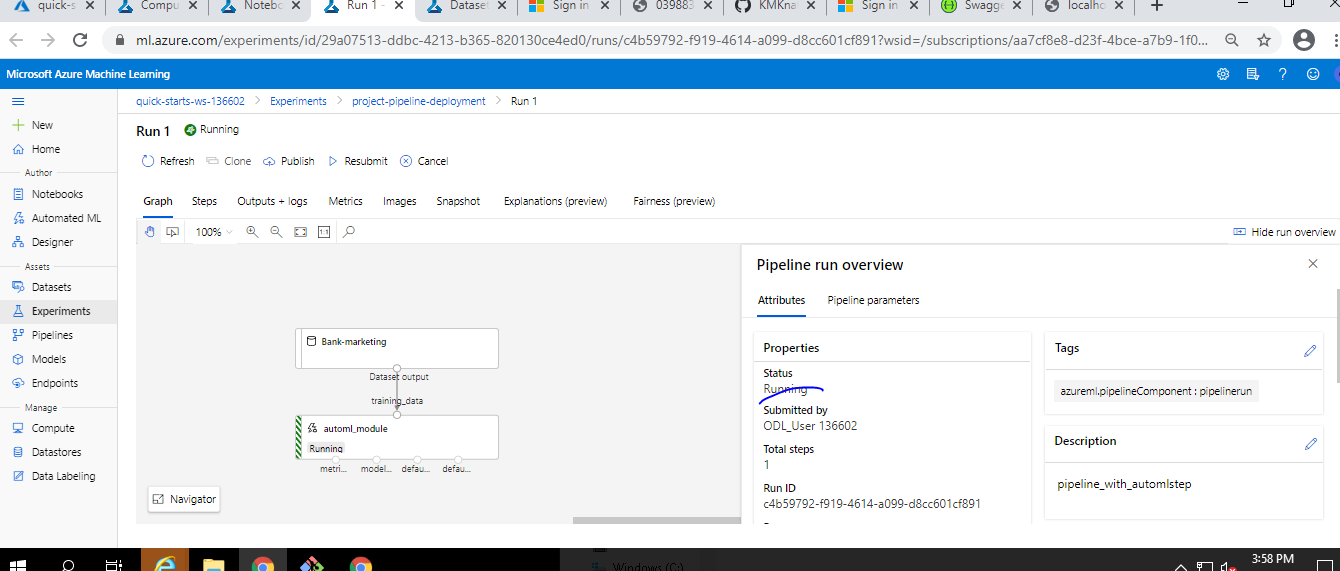 quick-s
Compu
Notebo
Run 1 -
Dataset
Sign in
039883
KMKna
Sign in
Swagge
localho
ml.azure.com/experiments/id/29a07513-ddbc-4213-b365-820130ce4ed0/runs/c4b59792-f919-4614-a099-d8cc601cf891?wsid=/subscriptions/aa7cf8e8-d23f-4bce-a7b9-1f0...
Microsoft Azure Machine Learning
quick-starts-ws-136602 > Experiments > project-pipeline-deployment > Run 1
New
Home
Author
Notebooks
Automated ML
Designer
Assets
Datasets
Experiments
Pipelines
Models
Endpoints
Manage
Compute
Datastores
Data Labeling
Run 1 Running
Refresh Clone Publish Resubmit Cancel
Graph Steps Outputs + logs Metrics Images Snapshot Explanations (preview) Fairness (preview)
100% 1:1 Hide run overview
Bank-marketing
Dataset output
training_data
automl_module
Running
metri... model... defau... defau...
Navigator
Pipeline run overview
Attributes Pipeline parameters
Properties
Status
Running
Submitted by
ODL_User 136602
Total steps
1
Run ID
c4b59792-f919-4614-a099-d8cc601cf891
Tags
azureml.pipelineComponent : pipelinerun
Description
pipeline_with_automlstep
Windows (C:)
3:58 PM